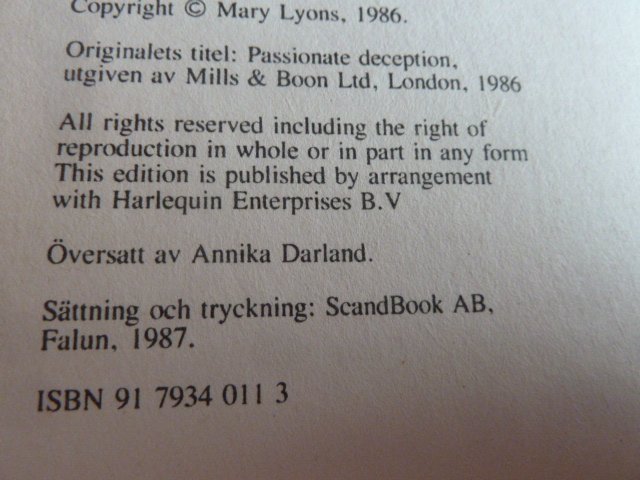 Copyright © Mary Lyons, 1986.
Originalets titel: Passionate deception,
utgiven av Mills & Boon Ltd, London, 1986
All rights reserved including the right of
reproduction in whole or in part in any form
This edition is published by arrangement
with Harlequin Enterprises B.V
Översatt av Annika Darland.
Sättning och tryckning: ScandBook AB,
Falun, 1987.
ISBN 91 7934 011 3